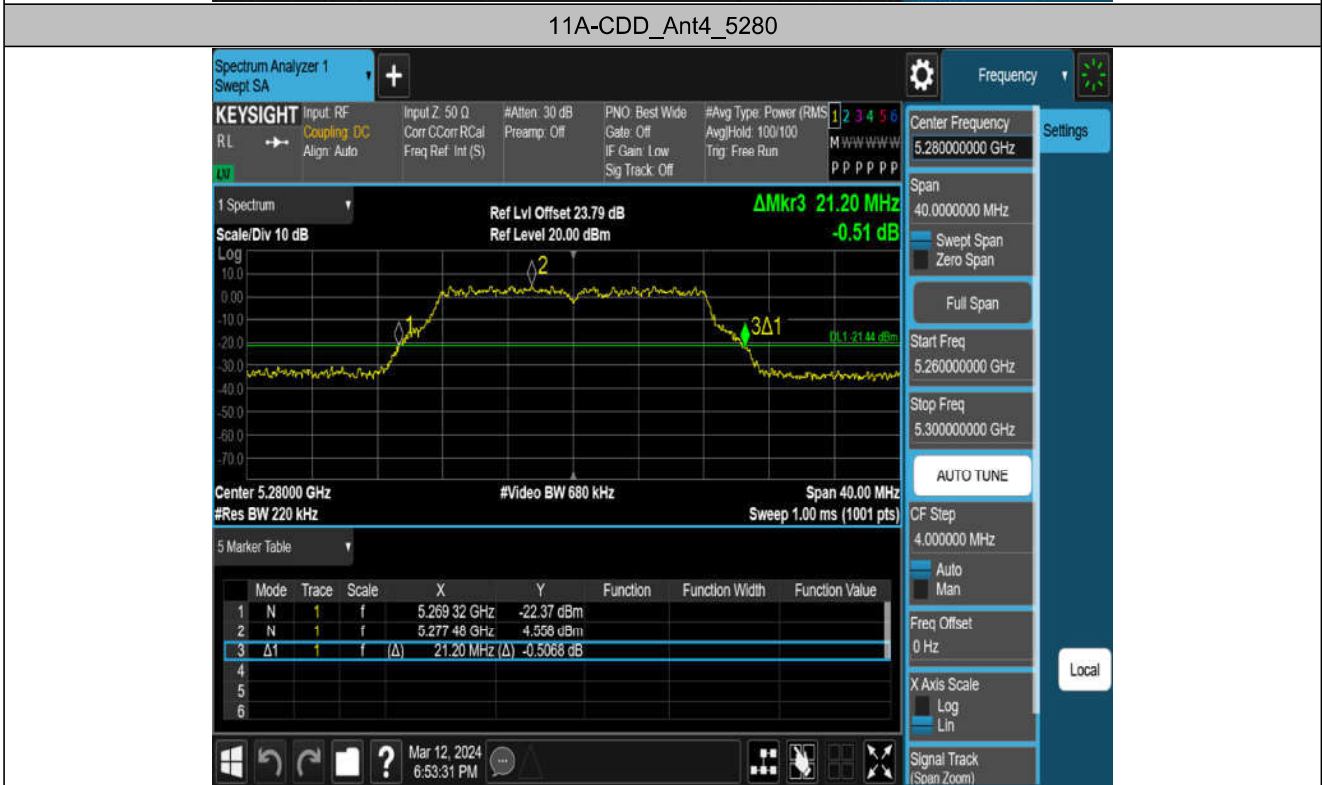 11A-CDD_Ant4_5280
Spectrum Analyzer 1
Swept SA
+
Frequency
KEYSIGHT
RL
LXI
Input: RF
Coupling: DC
Align: Auto
Input Z: 50 Ω
Corr CCorr RCal
Freq Ref: Int (S)
#Atten: 30 dB
Preamp: Off
PNO: Best Wide
Gate: Off
IF Gain: Low
Sig Track: Off
#Avg Type: Power (RMS
Avg|Hold: 100/100
Trig: Free Run
1 2 3 4 5 6
M W W W W W
P P P P P P
Center Frequency
5.280000000 GHz
Settings
Span
40.0000000 MHz
Swept Span
Zero Span
Full Span
Start Freq
5.260000000 GHz
Stop Freq
5.300000000 GHz
AUTO TUNE
CF Step
4.000000 MHz
Auto
Man
Freq Offset
0 Hz
X Axis Scale
Log
Lin
Signal Track
(Span Zoom)
Local
1 Spectrum
Scale/Div 10 dB
Ref Lvl Offset 23.79 dB
Ref Level 20.00 dBm
ΔMkr3 21.20 MHz
-0.51 dB
Log
10.0
0.00
-10.0
-20.0
-30.0
-40.0
-50.0
-60.0
-70.0
1
2
3Δ1
DL1 -21.44 dBm
Center 5.28000 GHz
#Video BW 680 kHz
Span 40.00 MHz
#Res BW 220 kHz
Sweep 1.00 ms (1001 pts)
5 Marker Table
Mode Trace Scale X Y Function Function Width Function Value
1 N 1 f 5.269 32 GHz -22.37 dBm
2 N 1 f 5.277 48 GHz 4.558 dBm
3 Δ1 1 f (Δ) 21.20 MHz (Δ) -0.5068 dB
4
5
6
?
Mar 12, 2024
6:53:31 PM